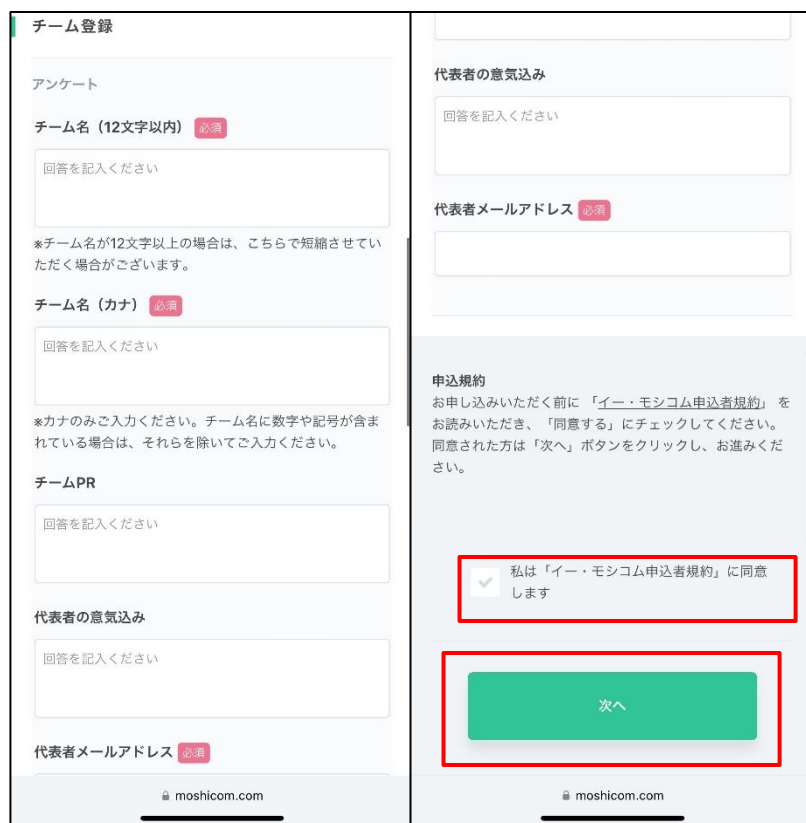 チーム登録
アンケート
チーム名（12文字以内） 必須
回答を記入ください
*チーム名が12文字以上の場合は、こちらで短縮させてい
ただく場合がございます。
チーム名（カナ） 必須
回答を記入ください
*カナのみご入力ください。チーム名に数字や記号が含ま
れている場合は、それらを除いてご入力ください。
チームPR
回答を記入ください
代表者の意気込み
回答を記入ください
代表者メールアドレス 必須
moshicom.com
代表者の意気込み
回答を記入ください
代表者メールアドレス 必須
申込規約
お申し込みいただく前に 「イー・モシコム申込者規約」 を
お読みいただき、「同意する」にチェックしてください。
同意された方は「次へ」ボタンをクリックし、お進みくだ
さい。
私は「イー・モシコム申込者規約」に同意
します
次へ
moshicom.com